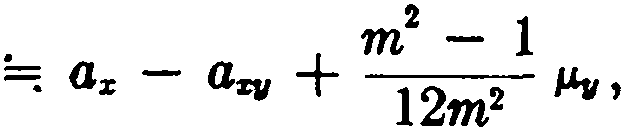 ≒ a_x − a_{xy} + \frac{m^2 − 1}{12m^2} μ_y,